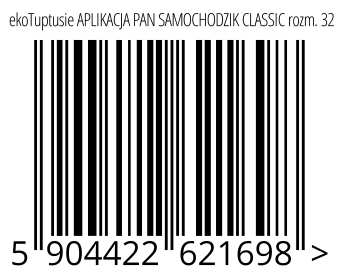 ekoTuptusie APLIKACJA PAN SAMOCHODZIK CLASSIC rozm. 32
5 904422 621698 >